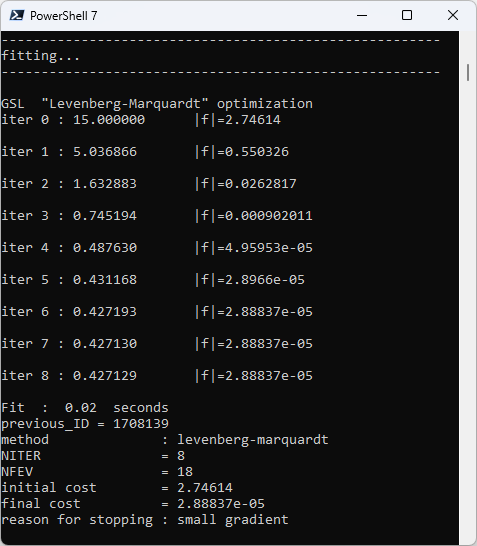 PowerShell 7
-------------------------------------------------------
fitting...
-------------------------------------------------------
GSL  "Levenberg-Marquardt" optimization
iter 0 : 15.000000      |f|=2.74614
iter 1 : 5.036866       |f|=0.550326
iter 2 : 1.632883       |f|=0.0262817
iter 3 : 0.745194       |f|=0.000902011
iter 4 : 0.487630       |f|=4.95953e-05
iter 5 : 0.431168       |f|=2.8966e-05
iter 6 : 0.427193       |f|=2.88837e-05
iter 7 : 0.427130       |f|=2.88837e-05
iter 8 : 0.427129       |f|=2.88837e-05
Fit  :  0.02  seconds
previous_ID = 1708139
method              : levenberg-marquardt
NITER               = 8
NFEV                = 18
initial cost        = 2.74614
final cost          = 2.88837e-05
reason for stopping : small gradient